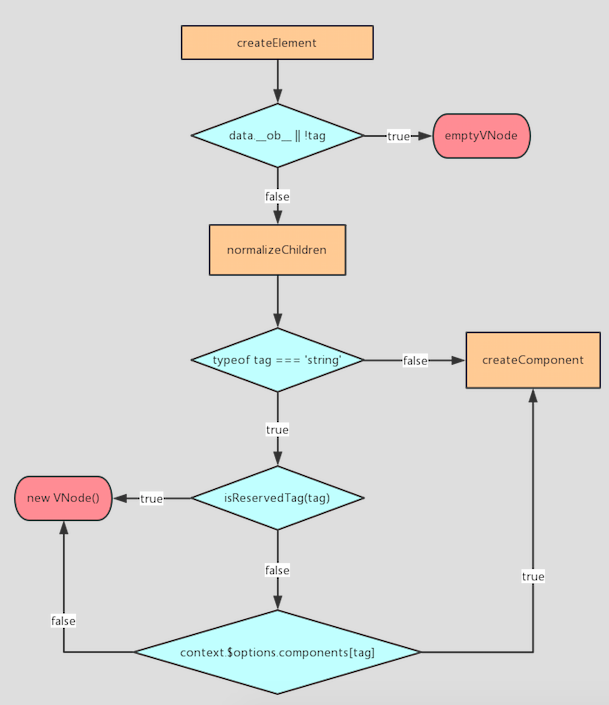 createElement
data.__ob__ || !tag
true
emptyVNode
false
normalizeChildren
typeof tag === 'string'
false
createComponent
true
new VNode()
true
isReservedTag(tag)
false
true
false
context.$options.components[tag]